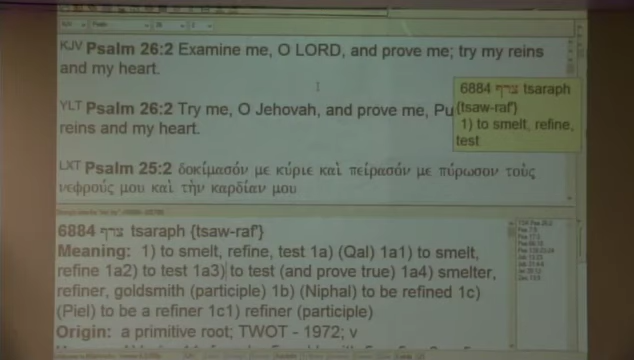 KJV Psalm 26:2 Examine me, O LORD, and prove me; try my reins
and my heart.
YLT Psalm 26:2 Try me, O Jehovah, and prove me, Pu
reins and my heart.
6884 צרף tsaraph
{tsaw-raf'}
1) to smelt, refine,
test
LXT Psalm 25:2 δοκίμασόν με κύριε καὶ πείρασόν με πύρωσον τοὺς
νεφρούς μου καὶ τὴν καρδίαν μου
6884 צרף tsaraph {tsaw-raf'}
Meaning: 1) to smelt, refine, test 1a) (Qal) 1a1) to smelt,
refine 1a2) to test 1a3) to test (and prove true) 1a4) smelter,
refiner, goldsmith (participle) 1b) (Niphal) to be refined 1c)
(Piel) to be a refiner 1c1) refiner (participle)
Origin: a primitive root; TWOT - 1972; v